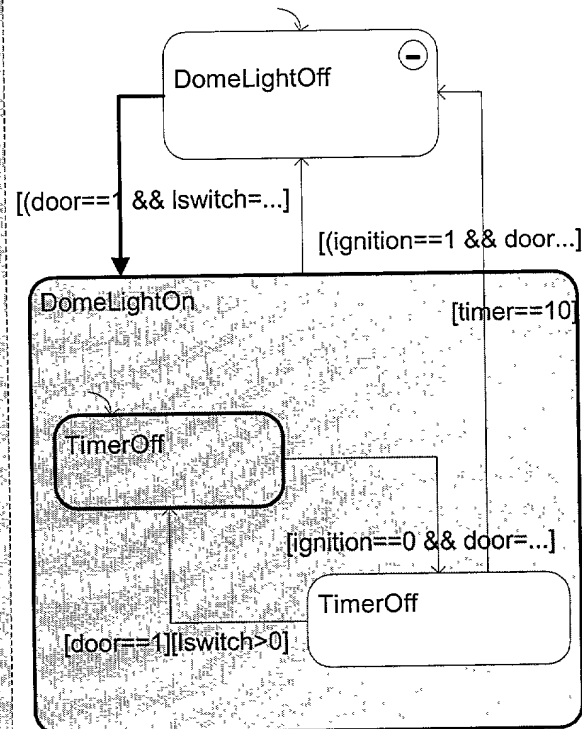 DomeLightOff
[(door==1 && lswitch=...]
[(ignition==1 && door...]
DomeLightOn
[timer==10]
TimerOff
[ignition==0 && door=...]
TimerOff
[door==1][lswitch>0]